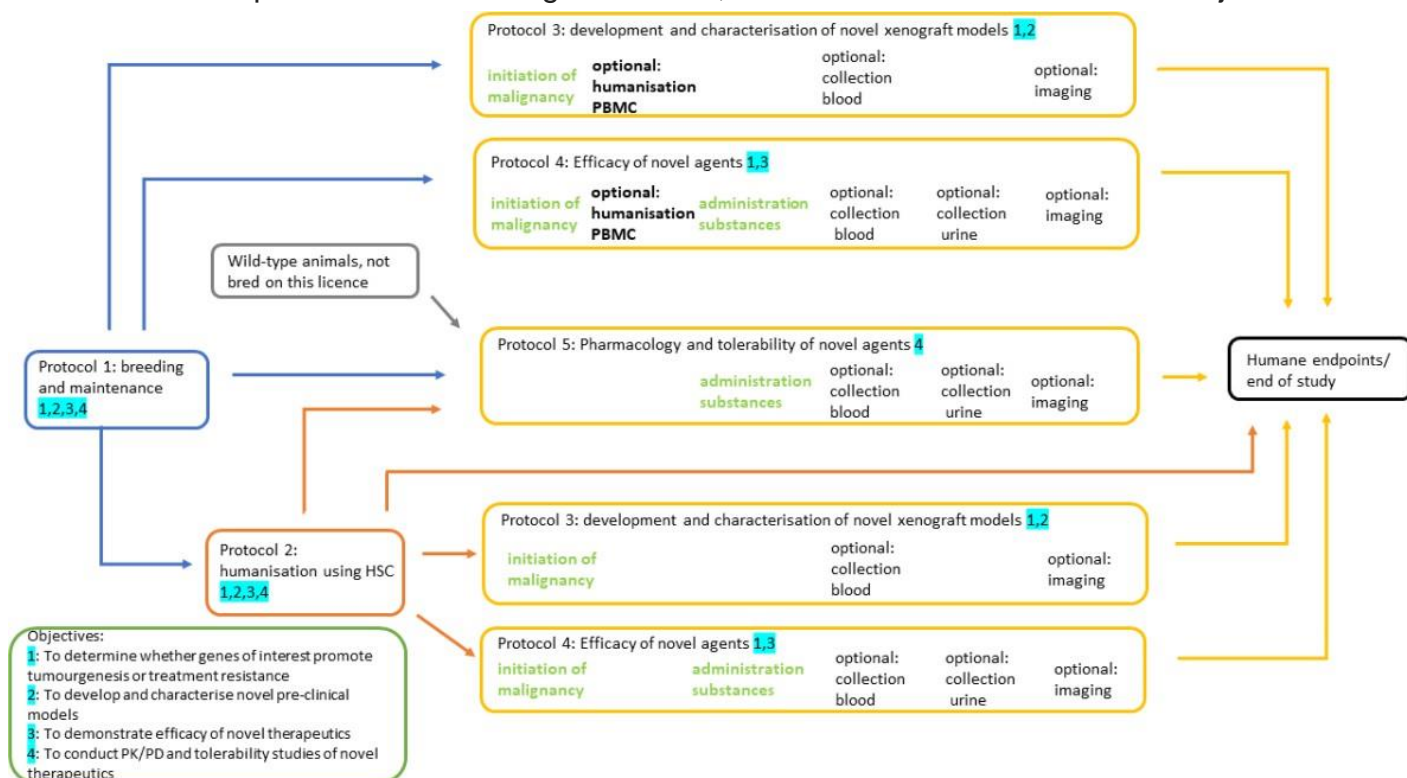 Protocol 3: development and characterisation of novel xenograft models 1,2
initiation of
malignancy
optional:
humanisation
PBMC
optional:
collection
blood
optional:
imaging
Protocol 4: Efficacy of novel agents 1,3
initiation of
malignancy
optional:
humanisation
PBMC
administration
substances
optional:
collection
blood
optional:
collection
urine
optional:
imaging
Wild-type animals, not
bred on this licence
Protocol 5: Pharmacology and tolerability of novel agents 4
administration
substances
optional:
collection
blood
optional:
collection
urine
optional:
imaging
Protocol 1: breeding
and maintenance
1,2,3,4
Humane endpoints/
end of study
Protocol 2:
humanisation using HSC
1,2,3,4
Protocol 3: development and characterisation of novel xenograft models 1,2
initiation of
malignancy
optional:
collection
blood
optional:
imaging
Protocol 4: Efficacy of novel agents 1,3
initiation of
malignancy
administration
substances
optional:
collection
blood
optional:
collection
urine
optional:
imaging
Objectives:
1: To determine whether genes of interest promote
tumourgenesis or treatment resistance
2: To develop and characterise novel pre-clinical
models
3: To demonstrate efficacy of novel therapeutics
4: To conduct PK/PD and tolerability studies of novel
therapeutics